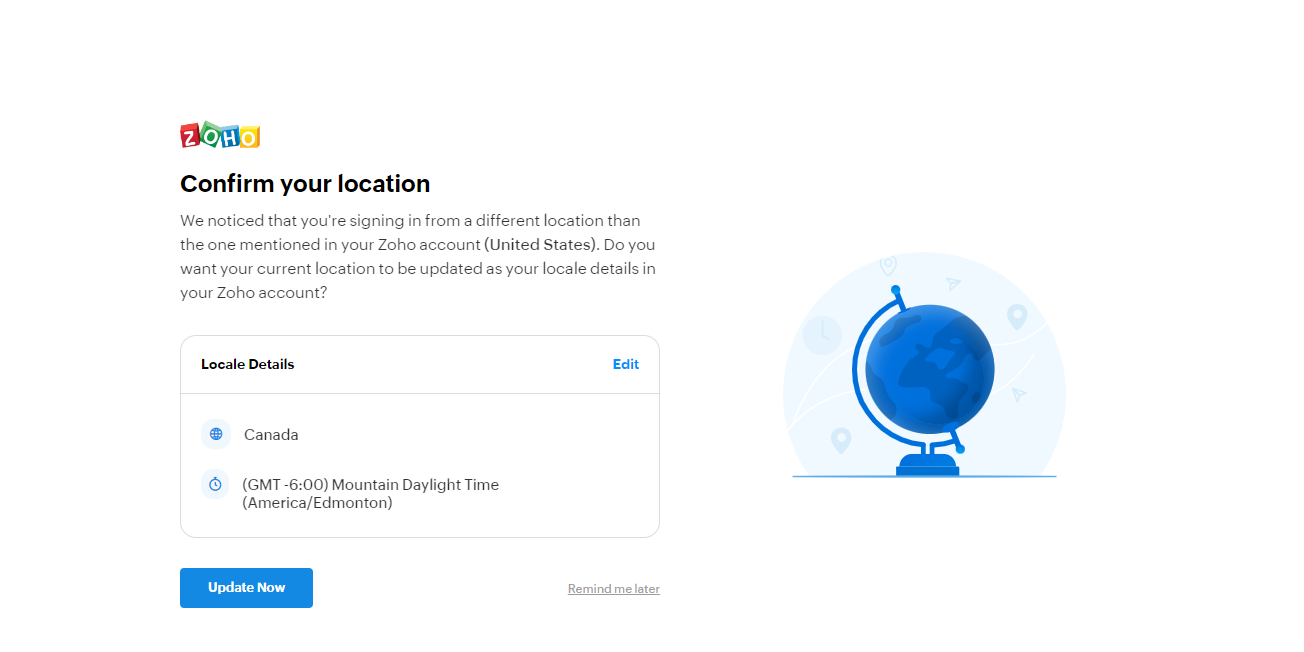 ZOHO
Confirm your location
We noticed that you're signing in from a different location than
the one mentioned in your Zoho account (United States). Do you
want your current location to be updated as your locale details in
your Zoho account?
Locale Details
Edit
Canada
(GMT -6:00) Mountain Daylight Time
(America/Edmonton)
Update Now
Remind me later